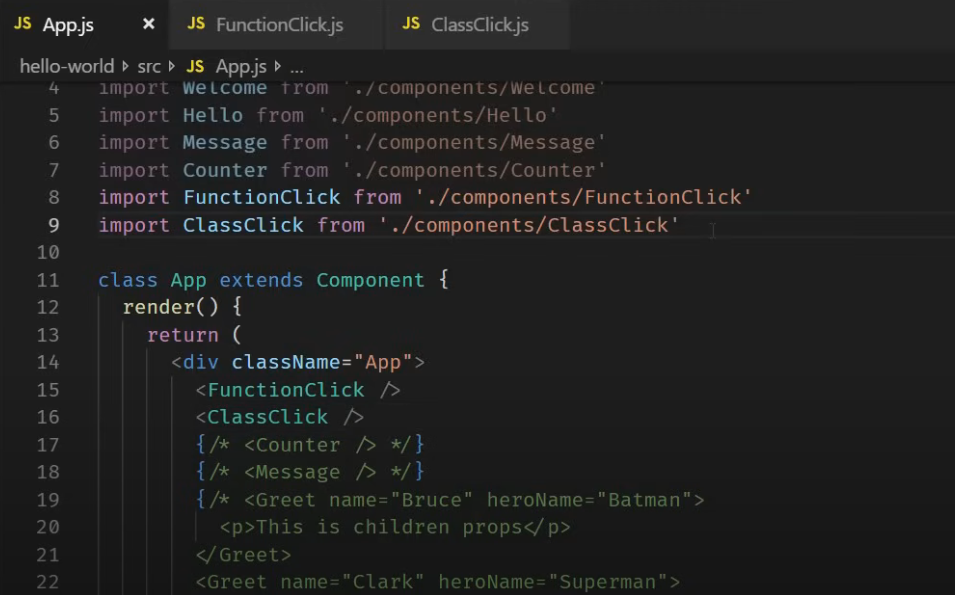 JS App.js × JS FunctionClick.js JS ClassClick.js
hello-world src JS App.js ...
4 import Welcome from './components/Welcome'
5 import Hello from './components/Hello'
6 import Message from './components/Message'
7 import Counter from './components/Counter'
8 import FunctionClick from './components/FunctionClick'
9 import ClassClick from './components/ClassClick'
10
11 class App extends Component {
12 render() {
13 return (
14 <div className="App">
15 <FunctionClick />
16 <ClassClick />
17 {/* <Counter /> */}
18 {/* <Message /> */}
19 {/* <Greet name="Bruce" heroName="Batman">
20 <p>This is children props</p>
21 </Greet>
22 <Greet name="Clark" heroName="Superman">